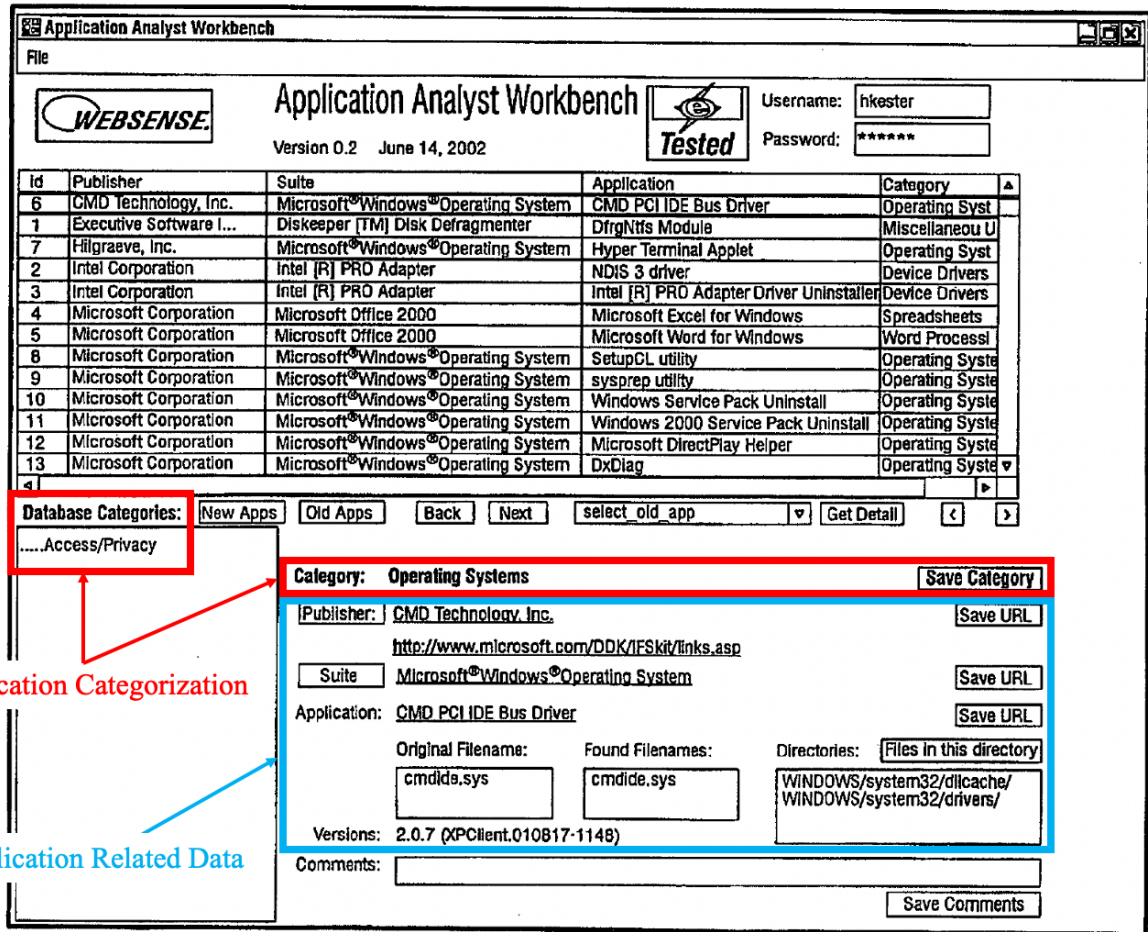 Application Analyst Workbench
File
WEBSENSE.
Application Analyst Workbench
Version 0.2 June 14, 2002
Tested
Username: hkester
Password: ******
id Publisher Suite Application Category
6 CMD Technology, Inc. Microsoft®Windows®Operating System CMD PCI IDE Bus Driver Operating Syst
1 Executive Software I... Diskeeper [TM] Disk Defragmenter DfrgNtfs Module Miscellaneou U
7 Hilgraeve, Inc. Microsoft®Windows®Operating System Hyper Terminal Applet Operating Syst
2 Intel Corporation Intel [R] PRO Adapter NDIS 3 driver Device Drivers
3 Intel Corporation Intel [R] PRO Adapter Intel [R] PRO Adapter Driver Uninstaller Device Drivers
4 Microsoft Corporation Microsoft Office 2000 Microsoft Excel for Windows Spreadsheets
5 Microsoft Corporation Microsoft Office 2000 Microsoft Word for Windows Word Processi
8 Microsoft Corporation Microsoft®Windows®Operating System SetupCL utility Operating Syste
9 Microsoft Corporation Microsoft®Windows®Operating System sysprep utility Operating Syste
10 Microsoft Corporation Microsoft®Windows®Operating System Windows Service Pack Uninstall Operating Syste
11 Microsoft Corporation Microsoft®Windows®Operating System Windows 2000 Service Pack Uninstall Operating Syste
12 Microsoft Corporation Microsoft®Windows®Operating System Microsoft DirectPlay Helper Operating Syste
13 Microsoft Corporation Microsoft®Windows®Operating System DxDiag Operating Syste
Database Categories: New Apps Old Apps Back Next select_old_app Get Detail < >
.....Access/Privacy
Category: Operating Systems Save Category
Publisher: CMD Technology, Inc. Save URL
http://www.microsoft.com/DDK/IFSkit/links.asp
Suite Microsoft®Windows®Operating System Save URL
ication Categorization
Application: CMD PCI IDE Bus Driver Save URL
Original Filename: Found Filenames: Directories: Files in this directory
cmdide.sys cmdide.sys WINDOWS/system32/dllcache/
WINDOWS/system32/drivers/
Versions: 2.0.7 (XPClient.010817-1148)
lication Related Data
Comments:
Save Comments